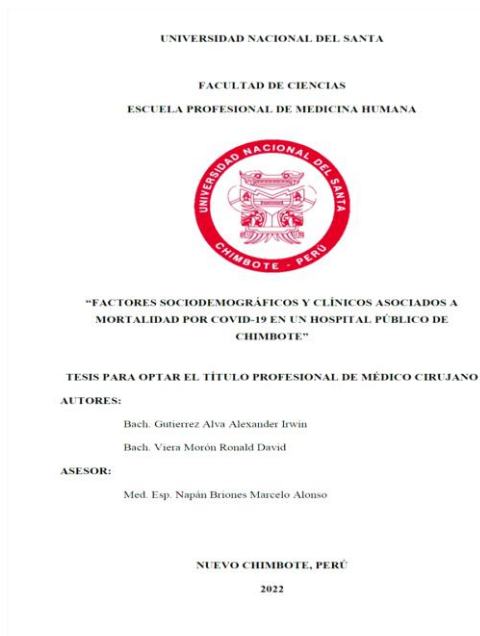 UNIVERSIDAD NACIONAL DEL SANTA
FACULTAD DE CIENCIAS
ESCUELA PROFESIONAL DE MEDICINA HUMANA
UNIVERSIDAD NACIONAL DEL SANTA
CHIMBOTE - PERÚ
“FACTORES SOCIODEMOGRÁFICOS Y CLÍNICOS ASOCIADOS A
MORTALIDAD POR COVID-19 EN UN HOSPITAL PÚBLICO DE
CHIMBOTE”
TESIS PARA OPTAR EL TÍTULO PROFESIONAL DE MÉDICO CIRUJANO
AUTORES:
Bach. Gutierrez Alva Alexander Irwin
Bach. Viera Morón Ronald David
ASESOR:
Med. Esp. Napán Briones Marcelo Alonso
NUEVO CHIMBOTE, PERÚ
2022